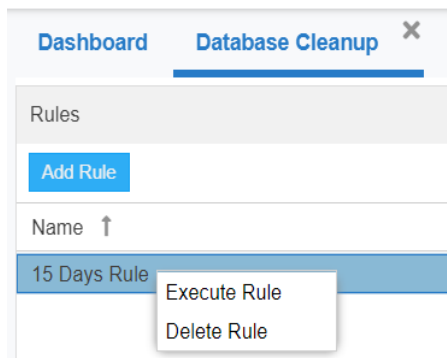 Dashboard Database Cleanup
Rules
Add Rule
Name
15 Days Rule
Execute Rule
Delete Rule